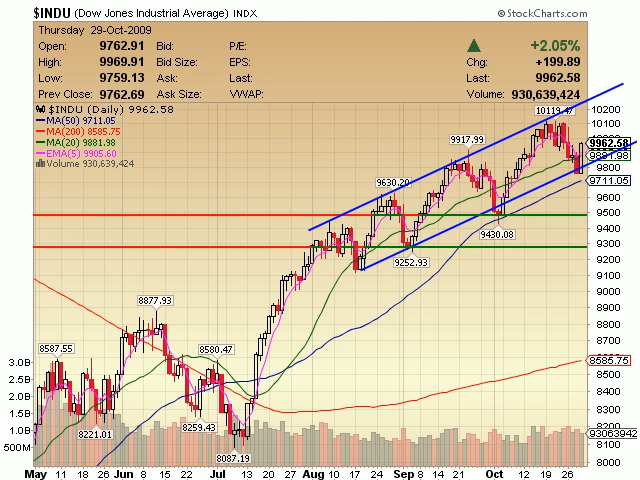 $INDU (Dow Jones Industrial Average) INDX © StockCharts.com
Thursday 29-Oct-2009
Open: 9762.91 Bid: P/E: +2.05%
High: 9969.91 Bid Size: EPS: Chg: +199.89
Low: 9759.13 Ask: Last: Last: 9962.58
Prev Close: 9762.69 Ask Size: VWAP: Volume: 930,639,424
$INDU (Daily) 9962.58
MA(50) 9711.05
MA(200) 8585.75
MA(20) 9881.98
EMA(5) 9905.60
Volume 930,639,424
10119.47
9917.99
9630.20
9430.08
9252.93
8877.93
8587.55
8580.47
8221.01
8259.43
8087.19
10200
10100
10000
9962.58
9881.98
9800
9711.05
9600
9500
9400
9300
9200
9100
9000
8900
8800
8700
8585.75
8500
8400
8300
8200
93063942
8100
8000
3.0B
2.5B
2.0B
1.5B
1.0B
500M
May 11 18 26 Jun 8 15 22 Jul 13 20 27 Aug 10 17 24 Sep 8 14 21 Oct 12 19 26